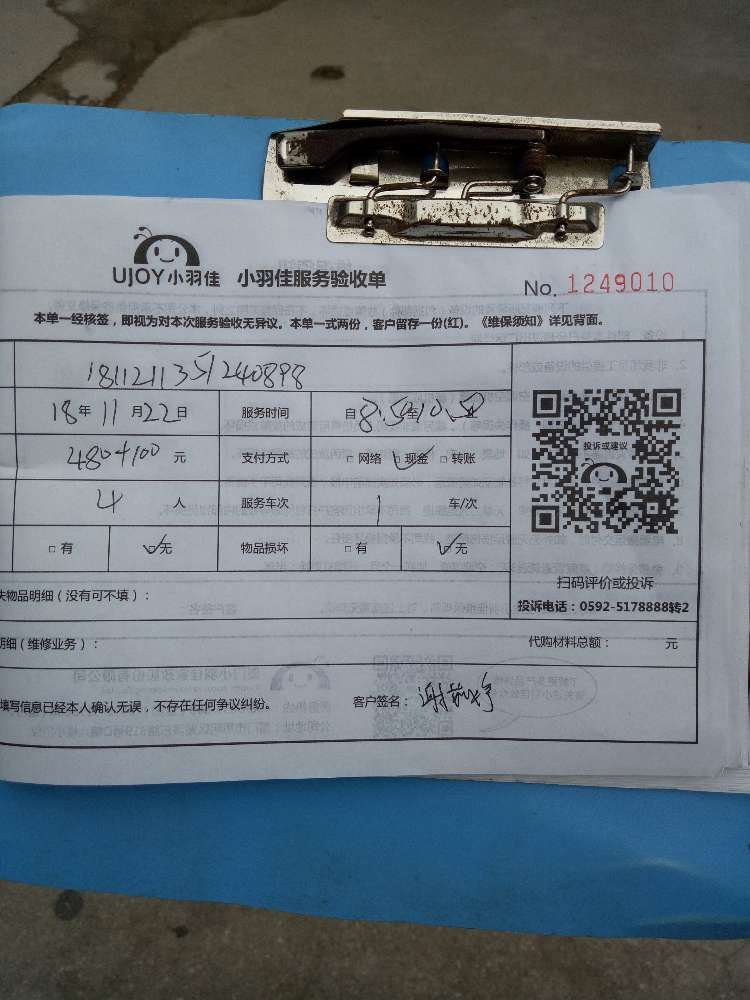 UJOY小羽佳 小羽佳服务验收单
No. 1249010
本单一经核签，即视为对本次服务验收无异议。本单一式两份，客户留存一份(红)。《维保须知》详见背面。
1811211351240898
18年11月22日 服务时间 自8:50至10:50
480+100元 支付方式 □网络 ☑现金 □转账
4人 服务车次 1车/次
□有 ☑无 物品损坏 □有 ☑无
投诉或建议
扫码评价或投诉
投诉电话：0592-5178888转2
失物品明细（没有可不填）：
明细（维修业务）： 代购材料总额： 元
填写信息已经本人确认无误，不存在任何争议纠纷。 客户签名：